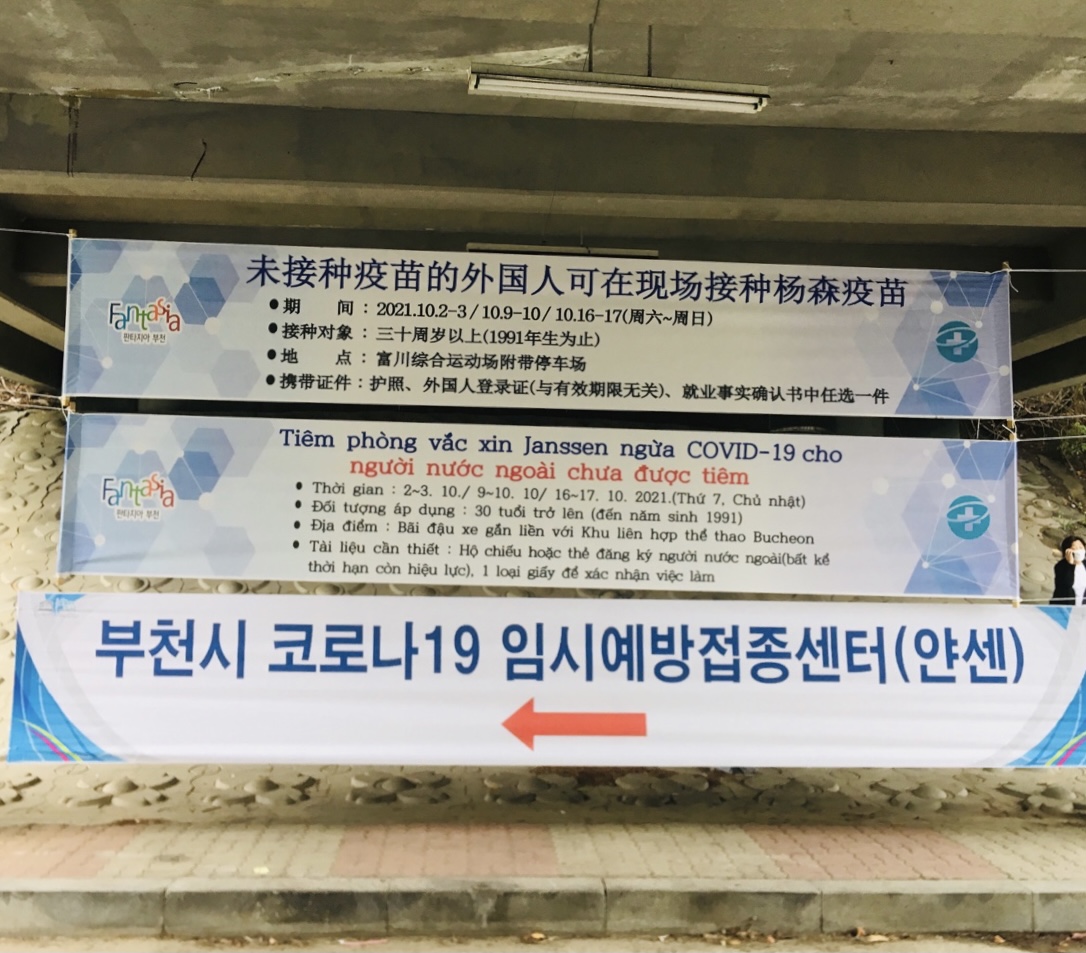 未接种疫苗的外国人可在现场接种杨森疫苗
Fantasia
판타지아 부천
●期 间 : 2021.10.2-3 / 10.9-10/ 10.16-17(周六~周日)
●接种对象 : 三十周岁以上(1991年生为止)
●地 点 : 富川综合运动场附带停车场
●携带证件 : 护照、外国人登录证(与有效期限无关)、就业事实确认书中任选一件
Tiêm phòng vắc xin Janssen ngừa COVID-19 cho
người nước ngoài chưa được tiêm
Fantasia
판타지아 부천
• Thời gian : 2~3. 10./ 9~10. 10/ 16~17. 10. 2021.(Thứ 7, Chủ nhật)
• Đối tượng áp dụng : 30 tuổi trở lên (đến năm sinh 1991)
• Địa điểm : Bãi đậu xe gắn liền với Khu liên hợp thể thao Bucheon
• Tài liệu cần thiết : Hộ chiếu hoặc thẻ đăng ký người nước ngoài(bất kể
thời hạn còn hiệu lực), 1 loại giấy để xác nhận việc làm
부천시 코로나19 임시예방접종센터(얀센)